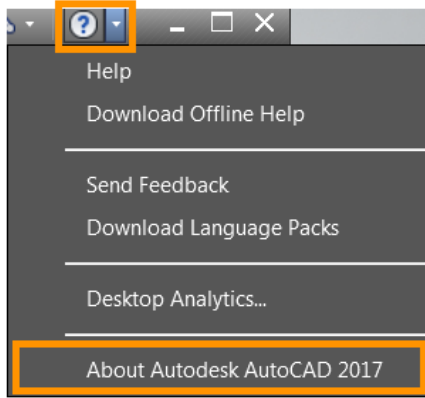 ?
Help
Download Offline Help
Send Feedback
Download Language Packs
Desktop Analytics...
About Autodesk AutoCAD 2017